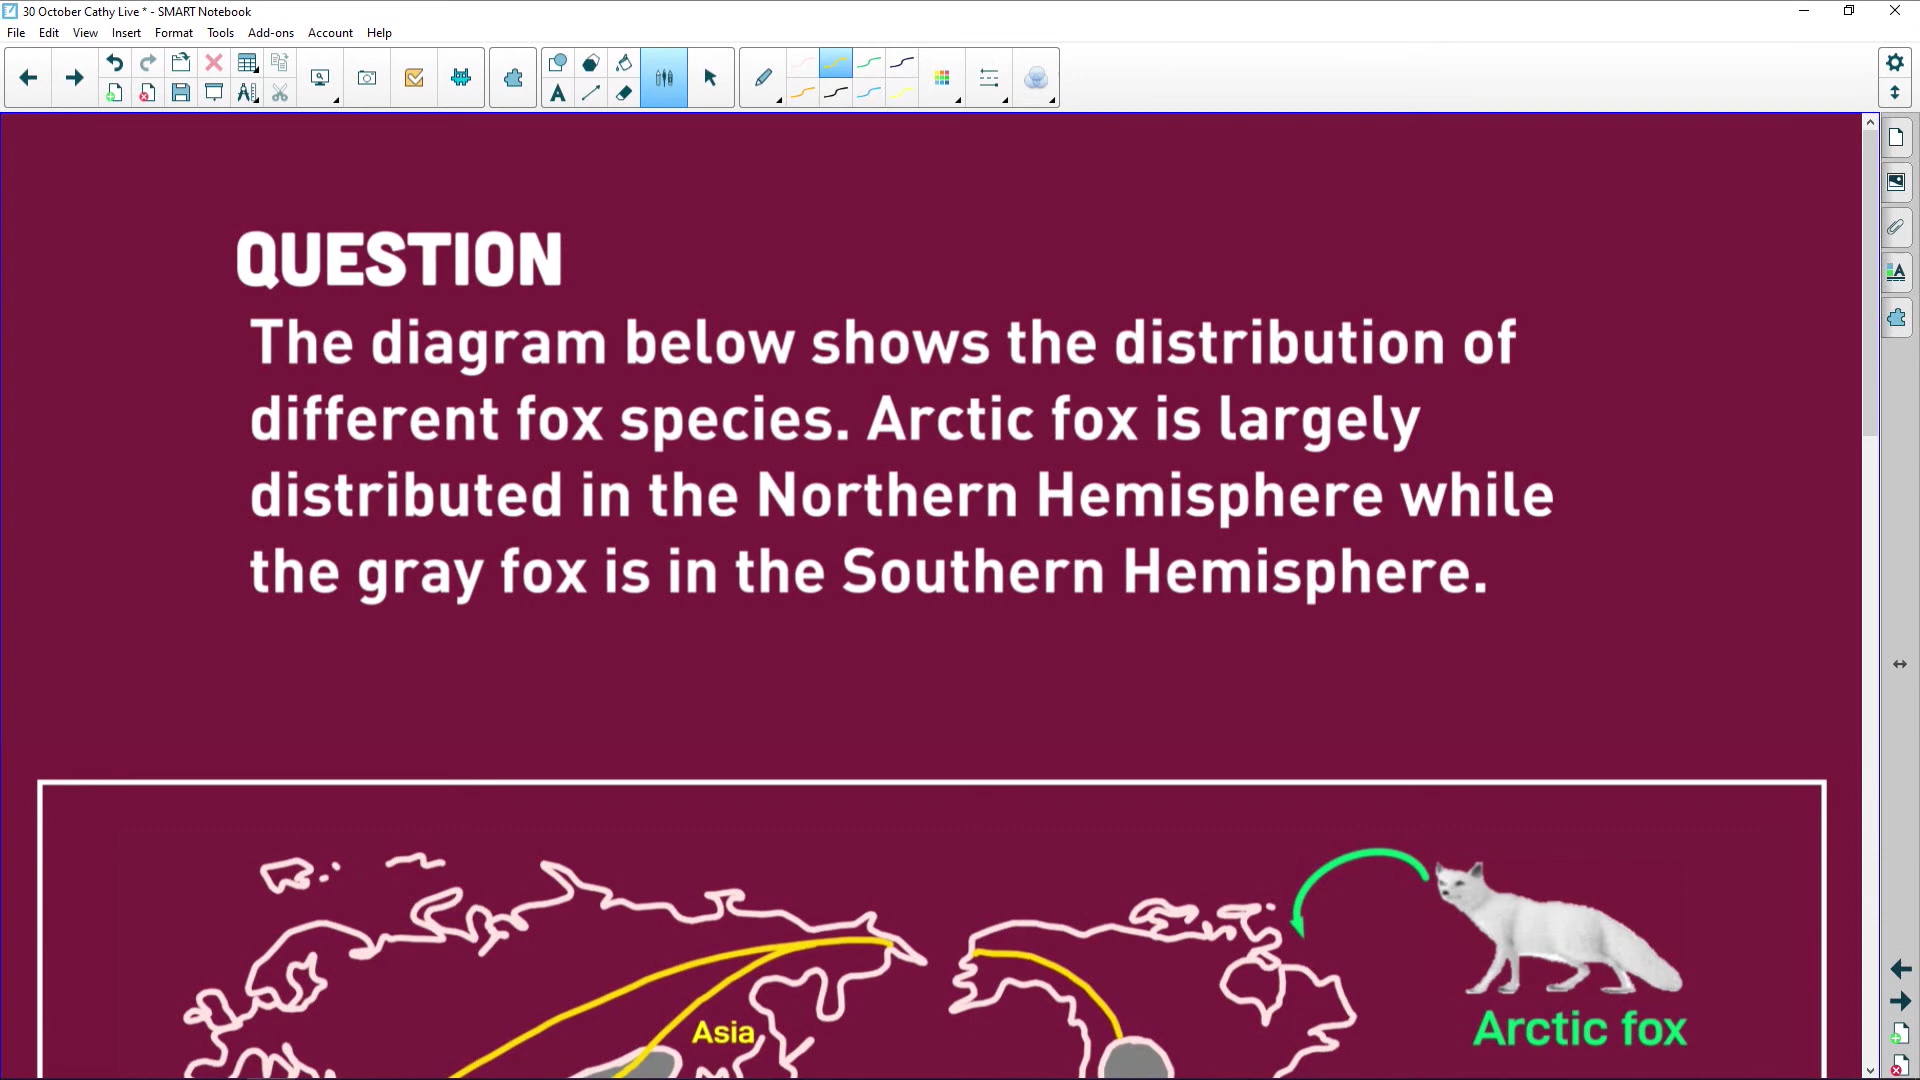 30 October Cathy Live * - SMART Notebook
File Edit View Insert Format Tools Add-ons Account Help
QUESTION
The diagram below shows the distribution of
different fox species. Arctic fox is largely
distributed in the Northern Hemisphere while
the gray fox is in the Southern Hemisphere.
Asia
Arctic fox